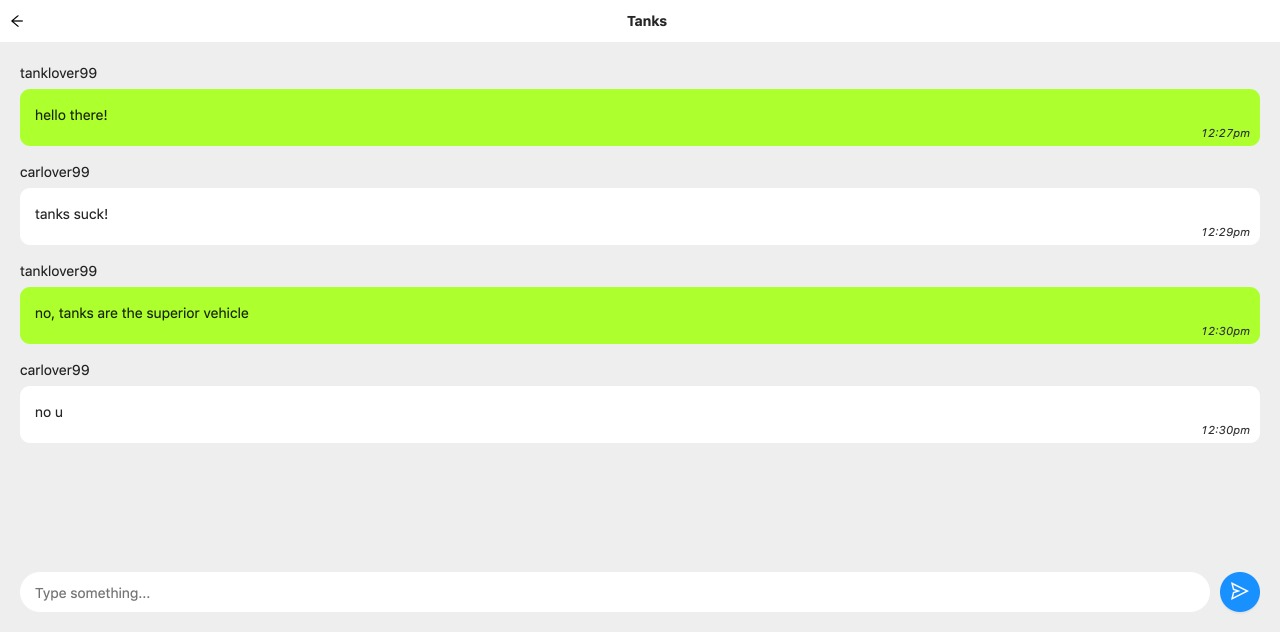 Tanks
tanklover99
hello there!
12:27pm
carlover99
tanks suck!
12:29pm
tanklover99
no, tanks are the superior vehicle
12:30pm
carlover99
no u
12:30pm
Type something...